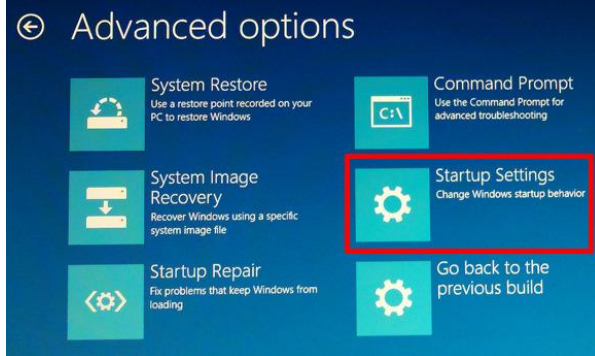 Advanced options
System Restore
Use a restore point recorded on your
PC to restore Windows
System Image
Recovery
Recover Windows using a specific
system image file
Startup Repair
Fix problems that keep Windows from
loading
Command Prompt
C:\
Use the Command Prompt for
advanced troubleshooting
Startup Settings
Change Windows startup behavior
Go back to the
previous build